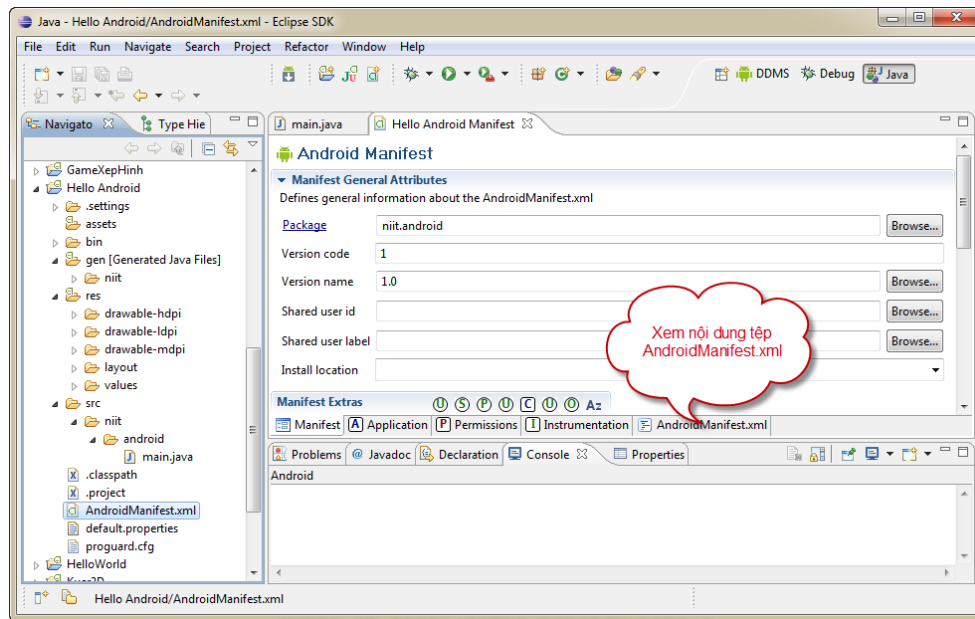 Java - Hello Android/AndroidManifest.xml - Eclipse SDK
File Edit Run Navigate Search Project Refactor Window Help
DDMS Debug Java
Navigato Type Hie
GameXepHinh
Hello Android
.settings
assets
bin
gen [Generated Java Files]
niit
res
drawable-hdpi
drawable-ldpi
drawable-mdpi
layout
values
src
niit
android
main.java
.classpath
.project
AndroidManifest.xml
default.properties
proguard.cfg
HelloWorld
main.java Hello Android Manifest
Android Manifest
Manifest General Attributes
Defines general information about the AndroidManifest.xml
Package niit.android Browse...
Version code 1
Version name 1.0 Browse...
Shared user id Browse...
Shared user label Browse...
Install location
Xem nội dung tệp
AndroidManifest.xml
Manifest Extras U S P U C U O Az
Manifest A Application P Permissions I Instrumentation AndroidManifest.xml
Problems @ Javadoc Declaration Console Properties
Android
Hello Android/AndroidManifest.xml